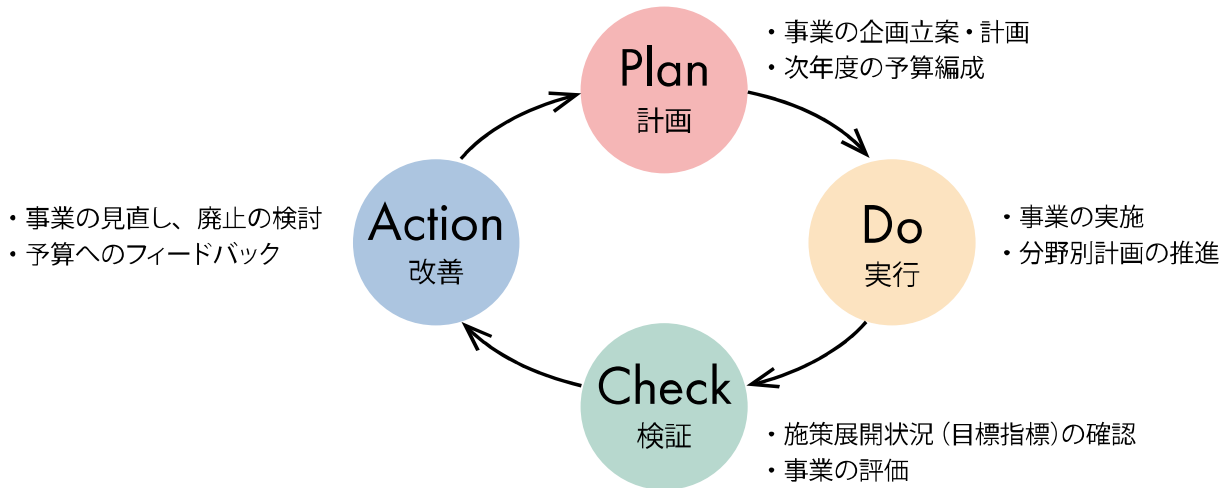 Plan
計画
・事業の企画立案・計画
・次年度の予算編成
Do
実行
・事業の実施
・分野別計画の推進
Check
検証
・施策展開状況（目標指標）の確認
・事業の評価
Action
改善
・事業の見直し、廃止の検討
・予算へのフィードバック